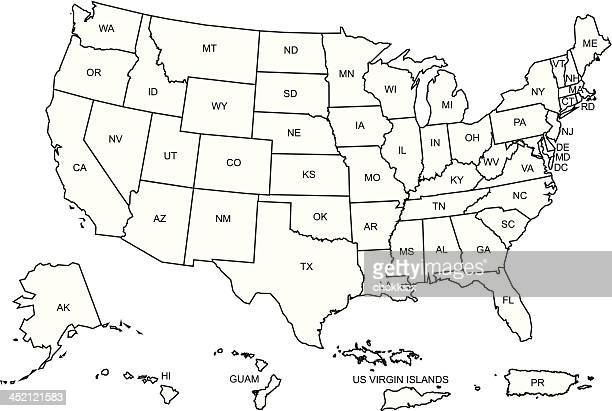 WA
MT
ND
MN
ME
VT
NH
OR
ID
SD
WI
MI
NY
MA
CT
RD
WY
NE
IA
PA
NJ
NV
UT
CO
IL
IN
OH
WV
DE
MD
DC
CA
KS
MO
KY
VA
AZ
NM
OK
AR
TN
NC
SC
TX
MS
AL
GA
LA
FL
gettyimages
AK
HI
GUAM
US VIRGIN ISLANDS
PR
452121583